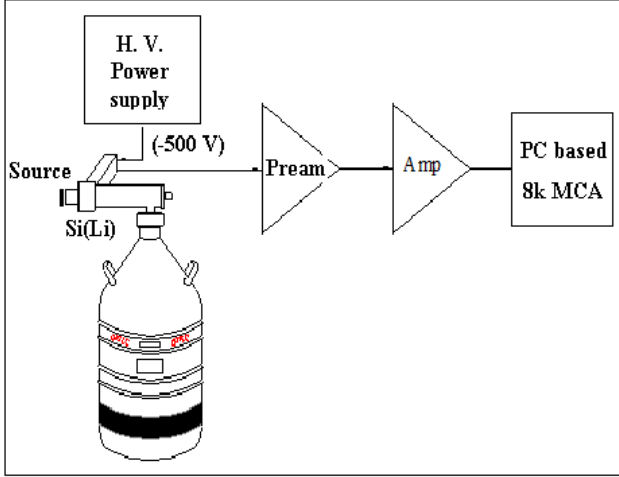 H. V.
Power
supply
(-500 V)
Source
Si(Li)
Pream
Amp
PC based
8k MCA